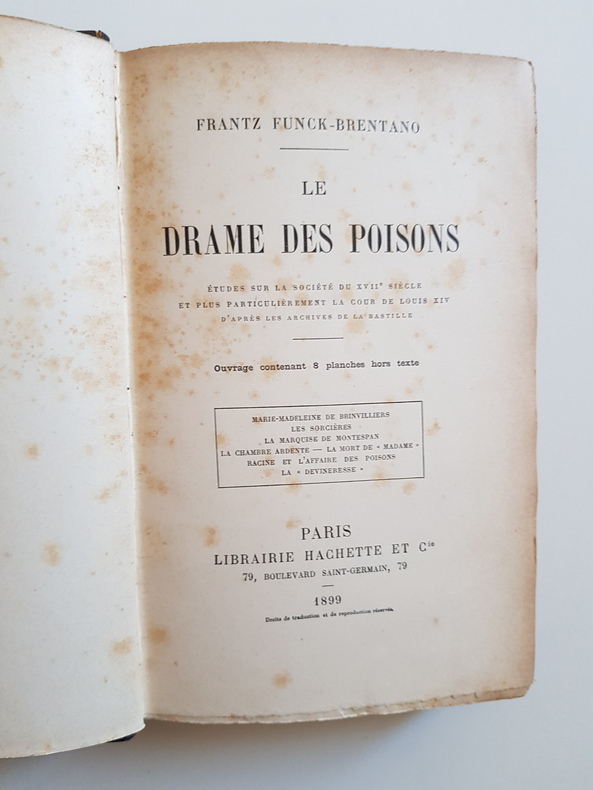 FRANTZ FUNCK-BRENTANO
LE
DRAME DES POISONS
ÉTUDES SUR LA SOCIÉTÉ DU XVIIe SIÈCLE
ET PLUS PARTICULIÈREMENT LA COUR DE LOUIS XIV
D'APRÈS LES ARCHIVES DE LA BASTILLE
Ouvrage contenant 8 planches hors texte
MARIE-MADELEINE DE BRINVILLIERS
LES SORCIÈRES
LA MARQUISE DE MONTESPAN
LA CHAMBRE ARDENTE — LA MORT DE « MADAME »
RACINE ET L'AFFAIRE DES POISONS
LA « DEVINERESSE »
PARIS
LIBRAIRIE HACHETTE ET Cie
79, BOULEVARD SAINT-GERMAIN, 79
1899
Droits de traduction et de reproduction réservés.